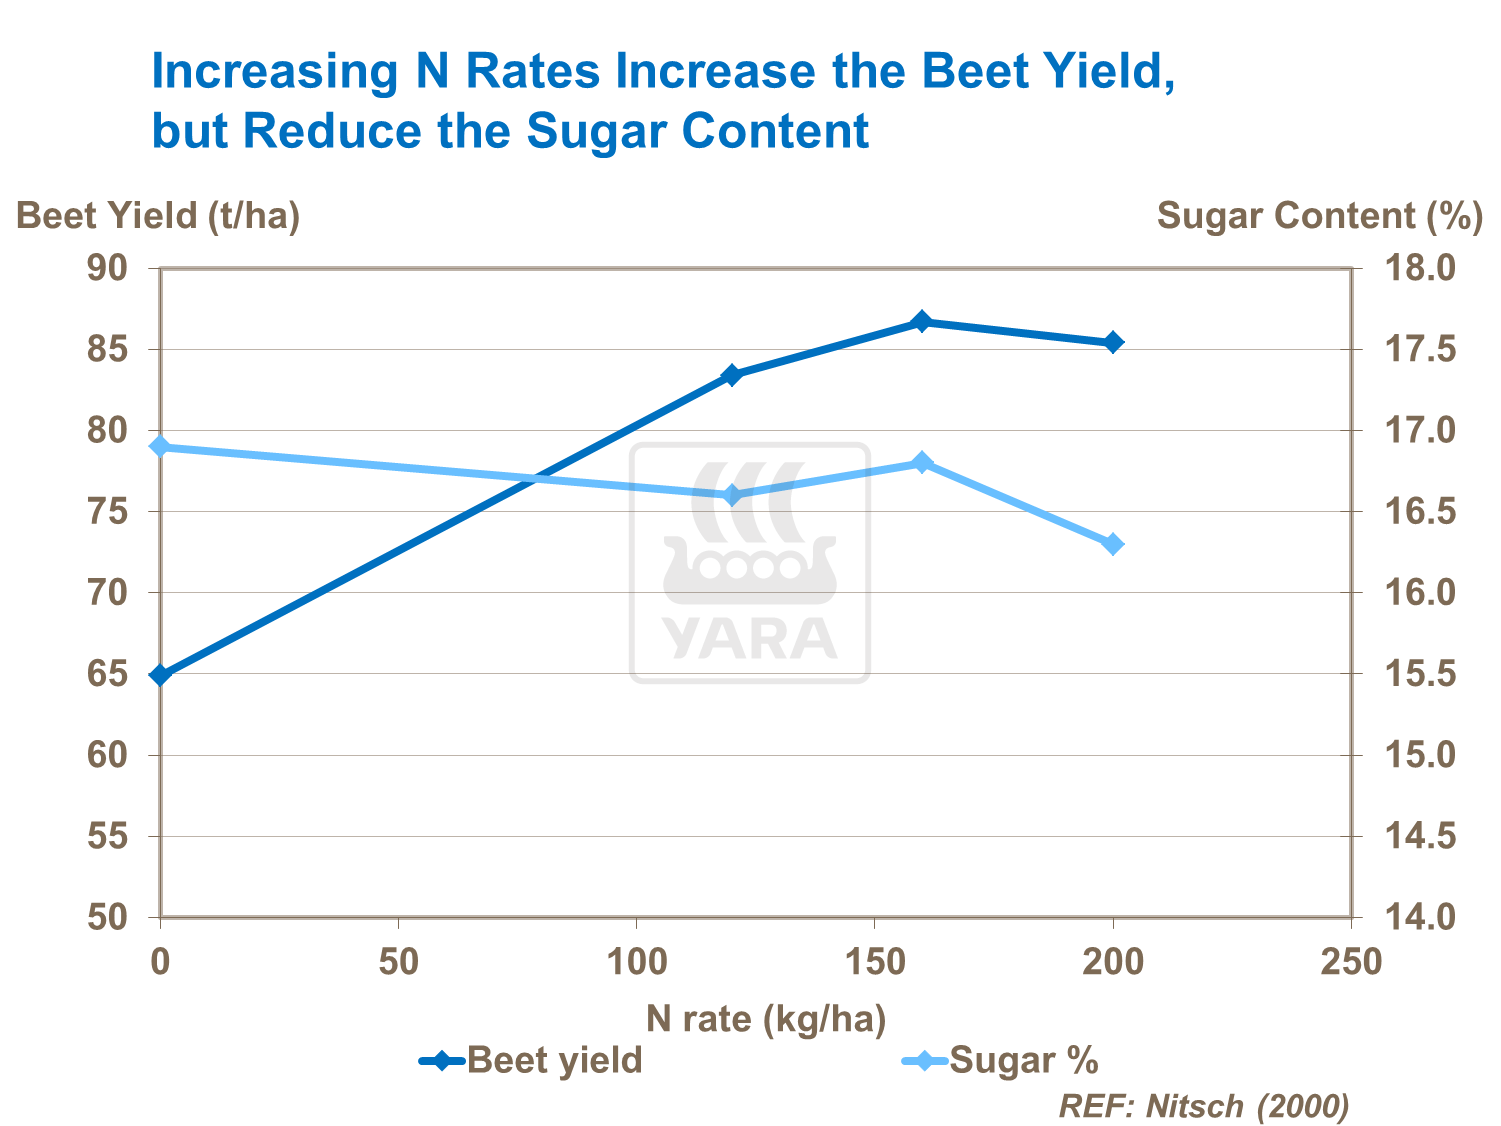 Increasing N Rates Increase the Beet Yield,
but Reduce the Sugar Content
Beet Yield (t/ha)
Sugar Content (%)
90
18.0
85
17.5
80
17.0
75
16.5
70
16.0
65
15.5
60
15.0
55
14.5
50
14.0
YARA
0 50 100 150 200 250
N rate (kg/ha)
Beet yield
Sugar %
REF: Nitsch (2000)